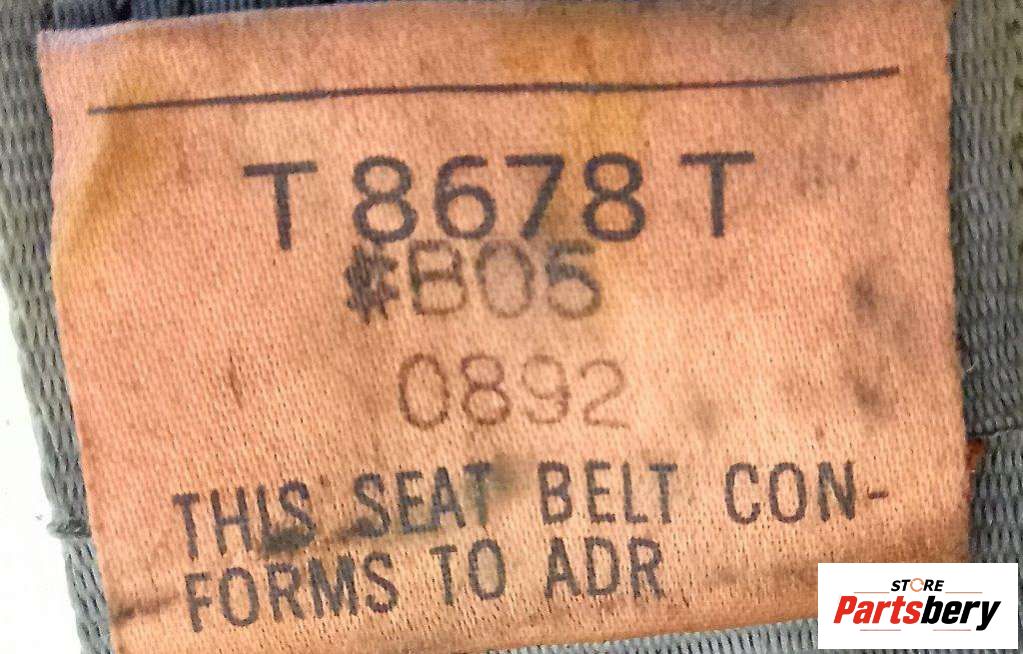 T 8678 T
#B05
0892
THIS SEAT BELT CON-
FORMS TO ADR
STORE
Partsbery